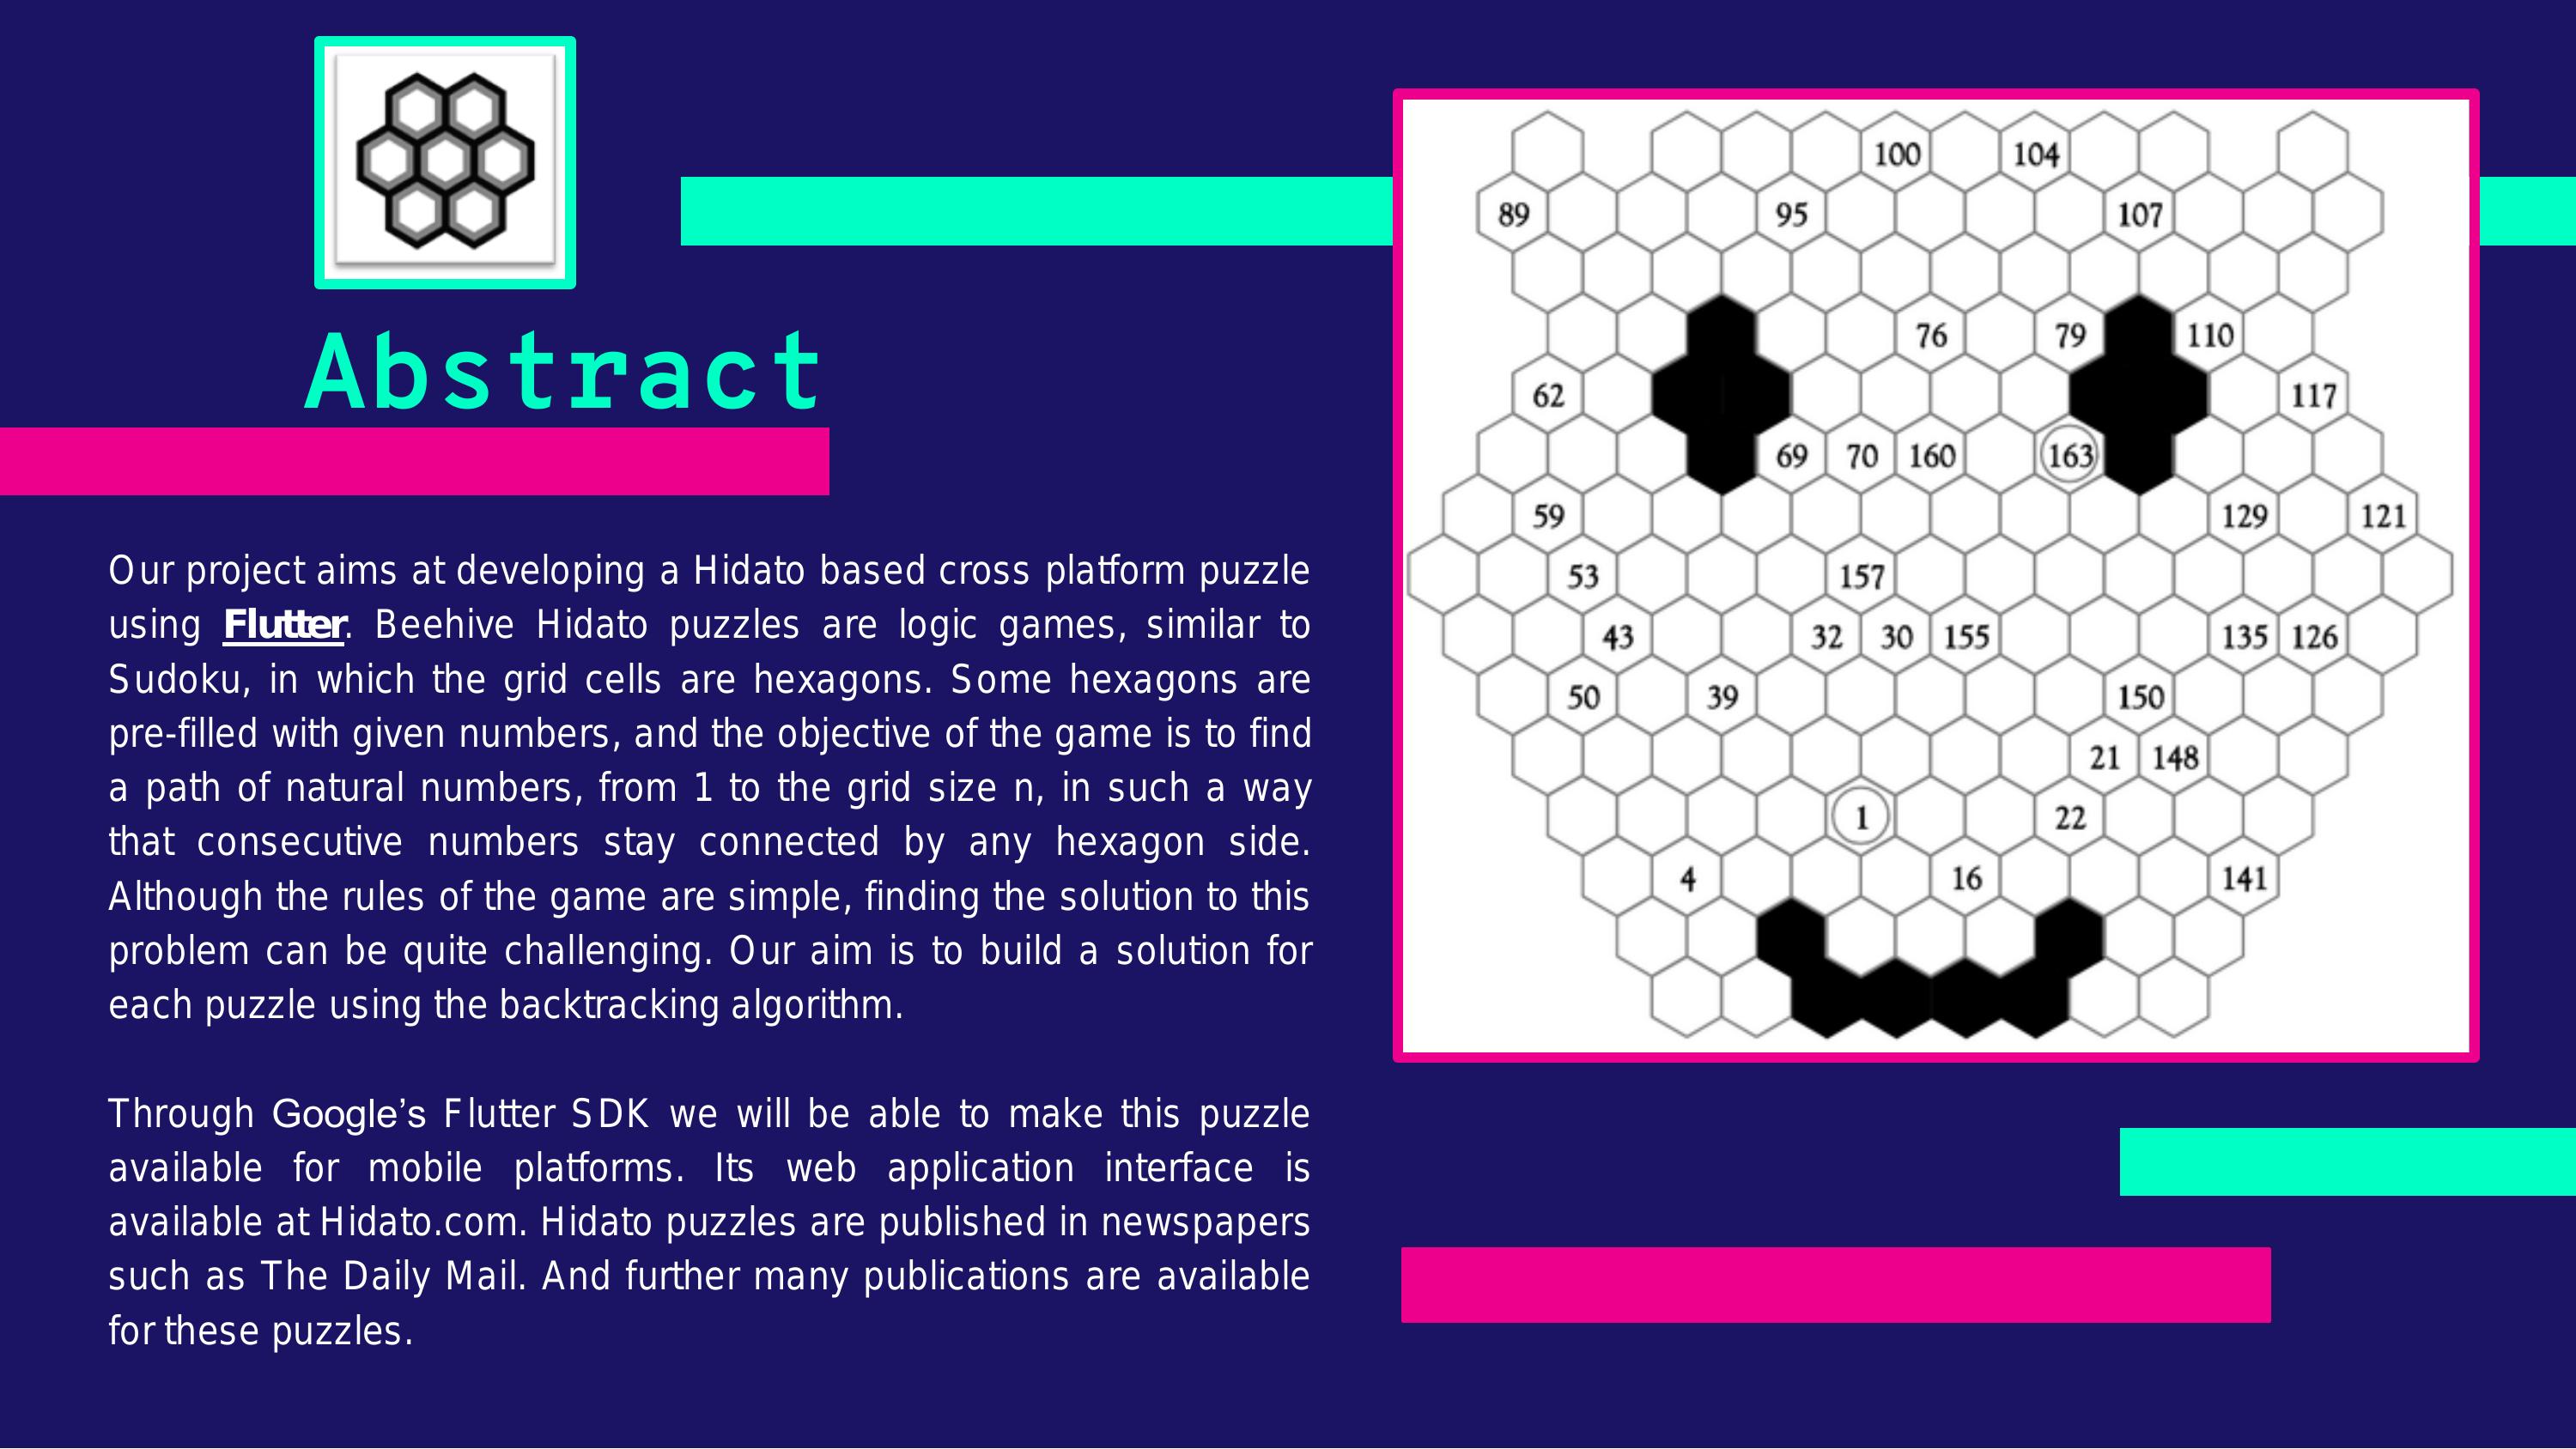 Abstract
Our project aims at developing a Hidato based cross platform puzzle
using Flutter. Beehive Hidato puzzles are logic games, similar to
Sudoku, in which the grid cells are hexagons. Some hexagons are
pre-filled with given numbers, and the objective of the game is to find
a path of natural numbers, from 1 to the grid size n, in such a way
that consecutive numbers stay connected by any hexagon side.
Although the rules of the game are simple, finding the solution to this
problem can be quite challenging. Our aim is to build a solution for
each puzzle using the backtracking algorithm.
Through Google’s Flutter SDK we will be able to make this puzzle
available for mobile platforms. Its web application interface is
available at Hidato.com. Hidato puzzles are published in newspapers
such as The Daily Mail. And further many publications are available
for these puzzles.
100 104
89 95 107
76 79 110
62 117
69 70 160 163
59 129 121
53 157
43 32 30 155 135 126
50 39 150
21 148
1 22
4 16 141